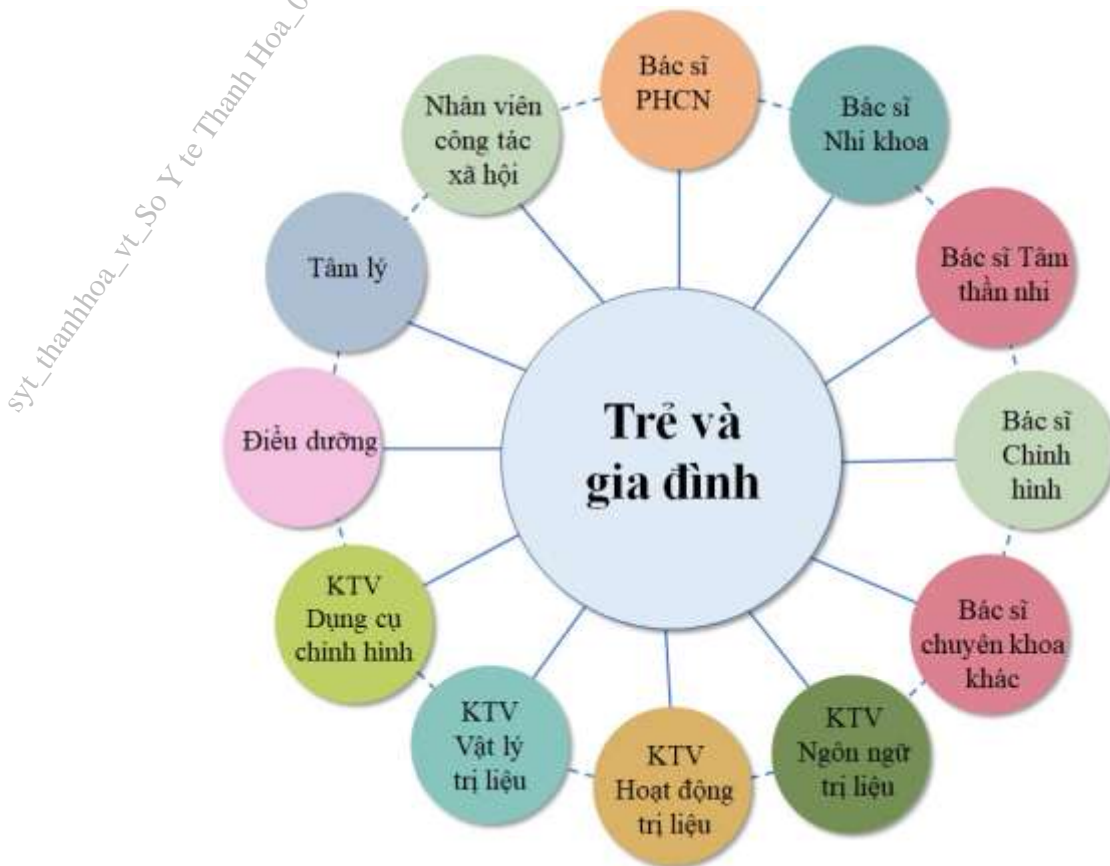 syt_thanhhoa_vt_So Y te Thanh Hoa_0
Bác sĩ
PHCN
Bác sĩ
Nhi khoa
Bác sĩ Tâm
thần nhi
Bác sĩ
Chỉnh
hình
Bác sĩ
chuyên khoa
khác
KTV
Ngôn ngữ
trị liệu
KTV
Hoạt động
trị liệu
KTV
Vật lý
trị liệu
KTV
Dụng cụ
chỉnh hình
Điều dưỡng
Tâm lý
Nhân viên
công tác
xã hội
Trẻ và
gia đình